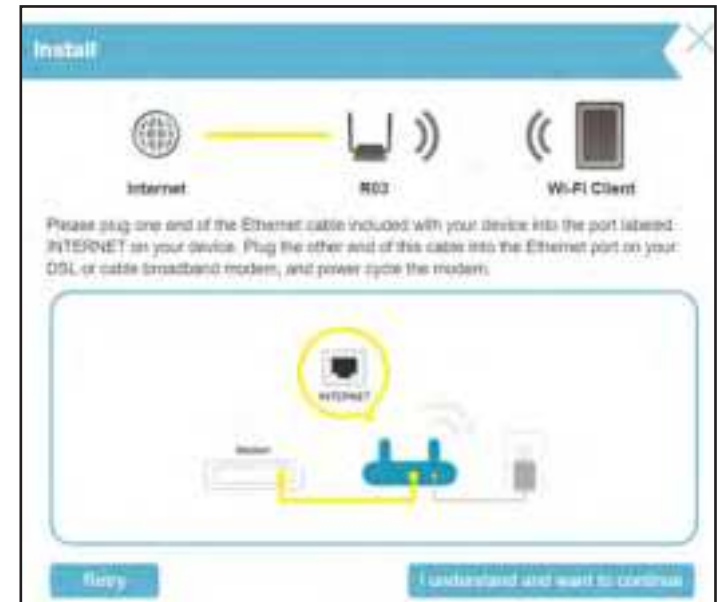 Install
Internet R03 Wi-Fi Client
Please plug one end of the Ethernet cable included with your device into the port labeled
INTERNET on your device. Plug the other end of this cable into the Ethernet port on your
DSL or cable broadband modem, and power cycle the modem.
INTERNET
Modem
Retry I understand and want to continue